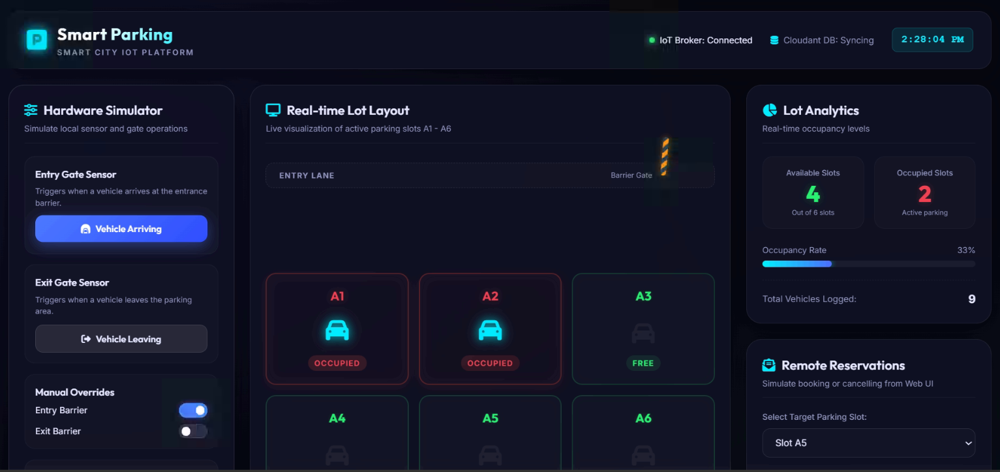 P
Smart Parking
SMART CITY IOT PLATFORM
IoT Broker: Connected
Cloudant DB: Syncing
2:28:04 PM
Hardware Simulator
Simulate local sensor and gate operations
Entry Gate Sensor
Triggers when a vehicle arrives at the entrance
barrier.
Vehicle Arriving
Exit Gate Sensor
Triggers when a vehicle leaves the parking
area.
Vehicle Leaving
Manual Overrides
Entry Barrier
Exit Barrier
Real-time Lot Layout
Live visualization of active parking slots A1 - A6
ENTRY LANE
Barrier Gate
A1
OCCUPIED
A2
OCCUPIED
A3
FREE
A4
A5
A6
Lot Analytics
Real-time occupancy levels
Available Slots
4
Out of 6 slots
Occupied Slots
2
Active parking
Occupancy Rate
33%
Total Vehicles Logged:
9
Remote Reservations
Simulate booking or cancelling from Web UI
Select Target Parking Slot:
Slot A5